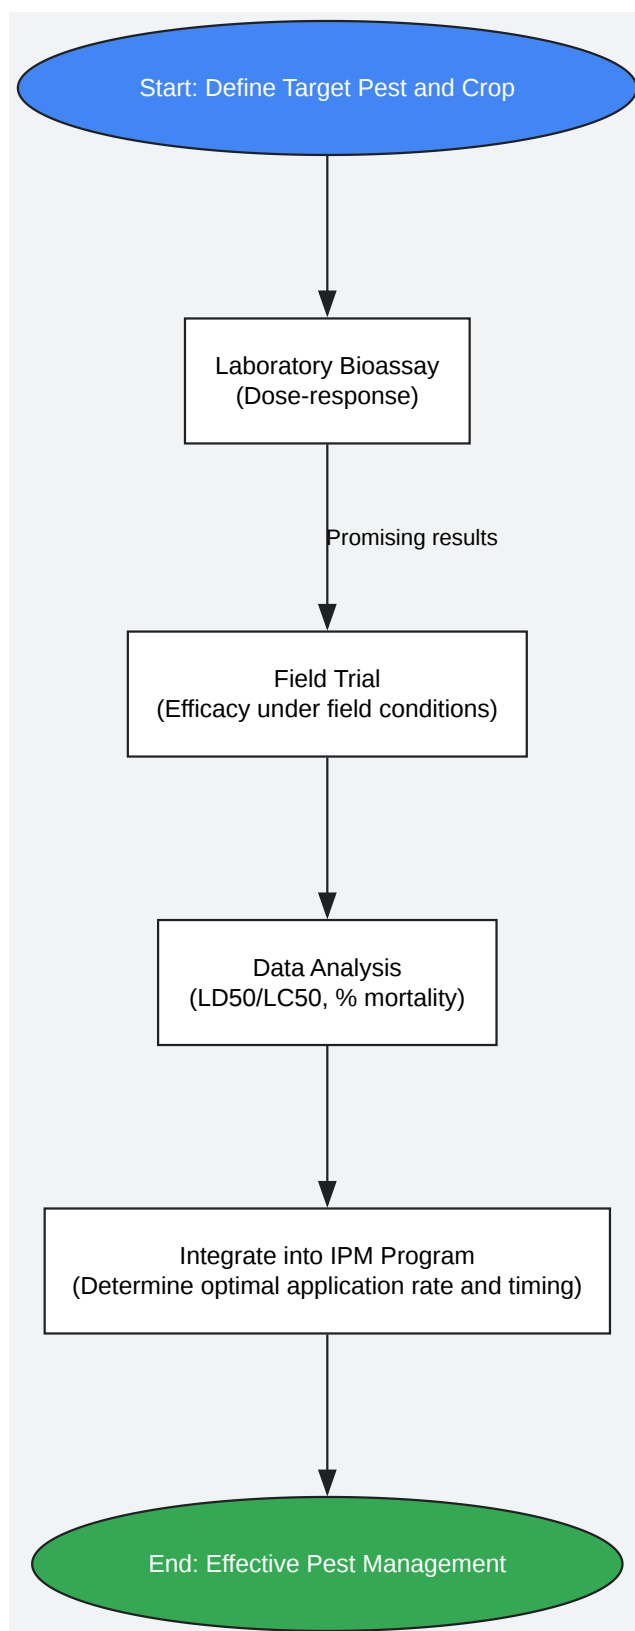 Start: Define Target Pest and Crop
Laboratory Bioassay
(Dose-response)
Promising results
Field Trial
(Efficacy under field conditions)
Data Analysis
(LD50/LC50, % mortality)
Integrate into IPM Program
(Determine optimal application rate and timing)
End: Effective Pest Management